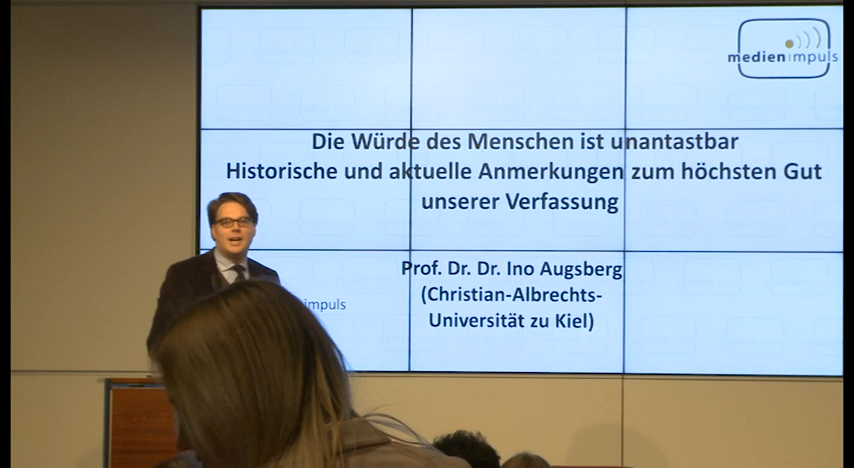 medienimpuls
Die Würde des Menschen ist unantastbar
Historische und aktuelle Anmerkungen zum höchsten Gut
unserer Verfassung
Prof. Dr. Dr. Ino Augsberg
(Christian-Albrechts-
Universität zu Kiel)
impuls